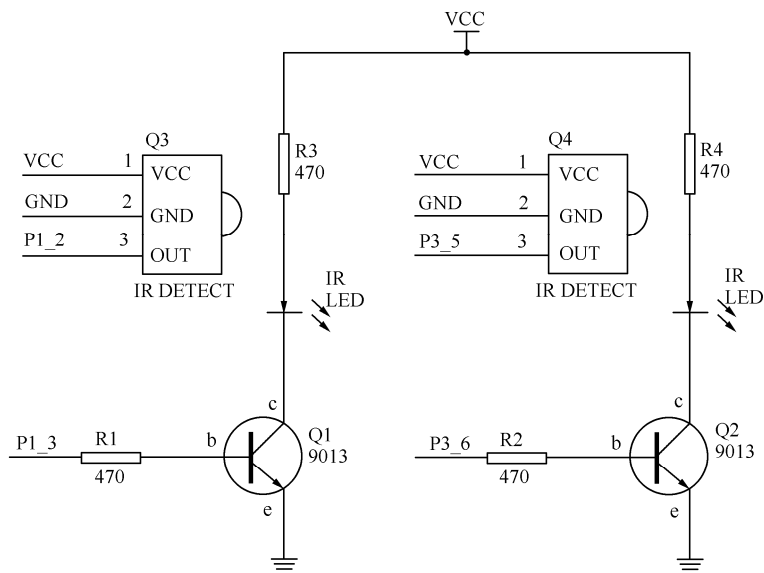 VCC
Q3
VCC 1 VCC
GND 2 GND
P1_2 3 OUT
IR DETECT
R3
470
IR
LED
Q4
VCC 1 VCC
GND 2 GND
P3_5 3 OUT
IR DETECT
R4
470
IR
LED
P1_3 R1
470
b
c
e
Q1
9013
P3_6 R2
470
b
c
e
Q2
9013